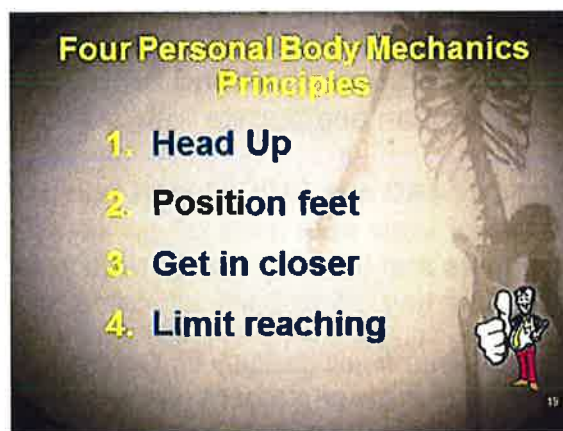 Four Personal Body Mechanics
Principles
1. Head Up
2. Position feet
3. Get in closer
4. Limit reaching
19